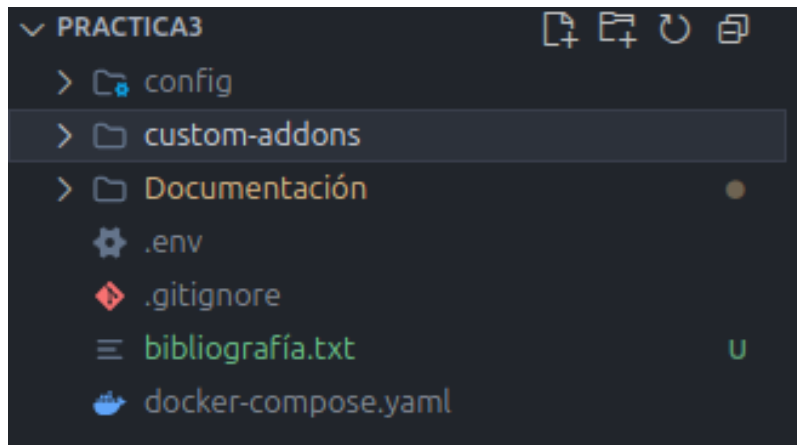 PRACTICA3
config
custom-addons
Documentación
.env
.gitignore
bibliografía.txt U
docker-compose.yaml